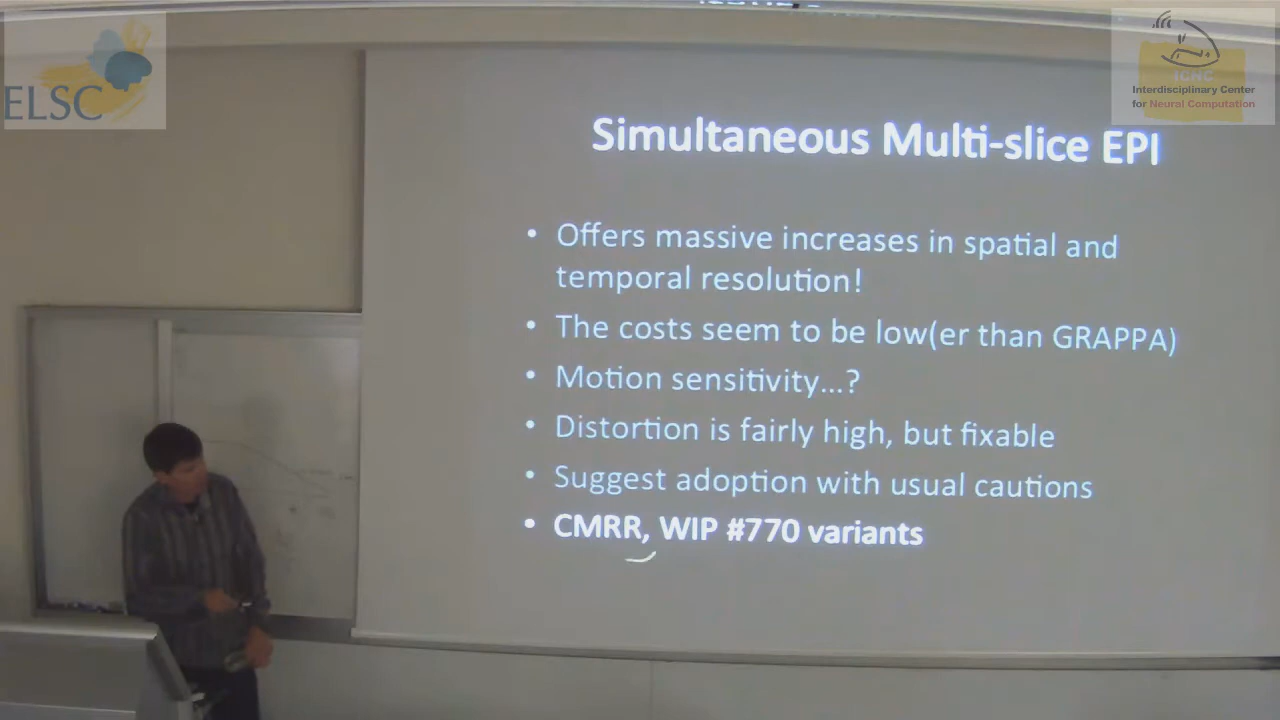 ELSC
ICNC
Interdisciplinary Center
for Neural Computation
Simultaneous Multi-slice EPI
• Offers massive increases in spatial and
temporal resolution!
• The costs seem to be low(er than GRAPPA)
• Motion sensitivity...?
• Distortion is fairly high, but fixable
• Suggest adoption with usual cautions
• CMRR, WIP #770 variants